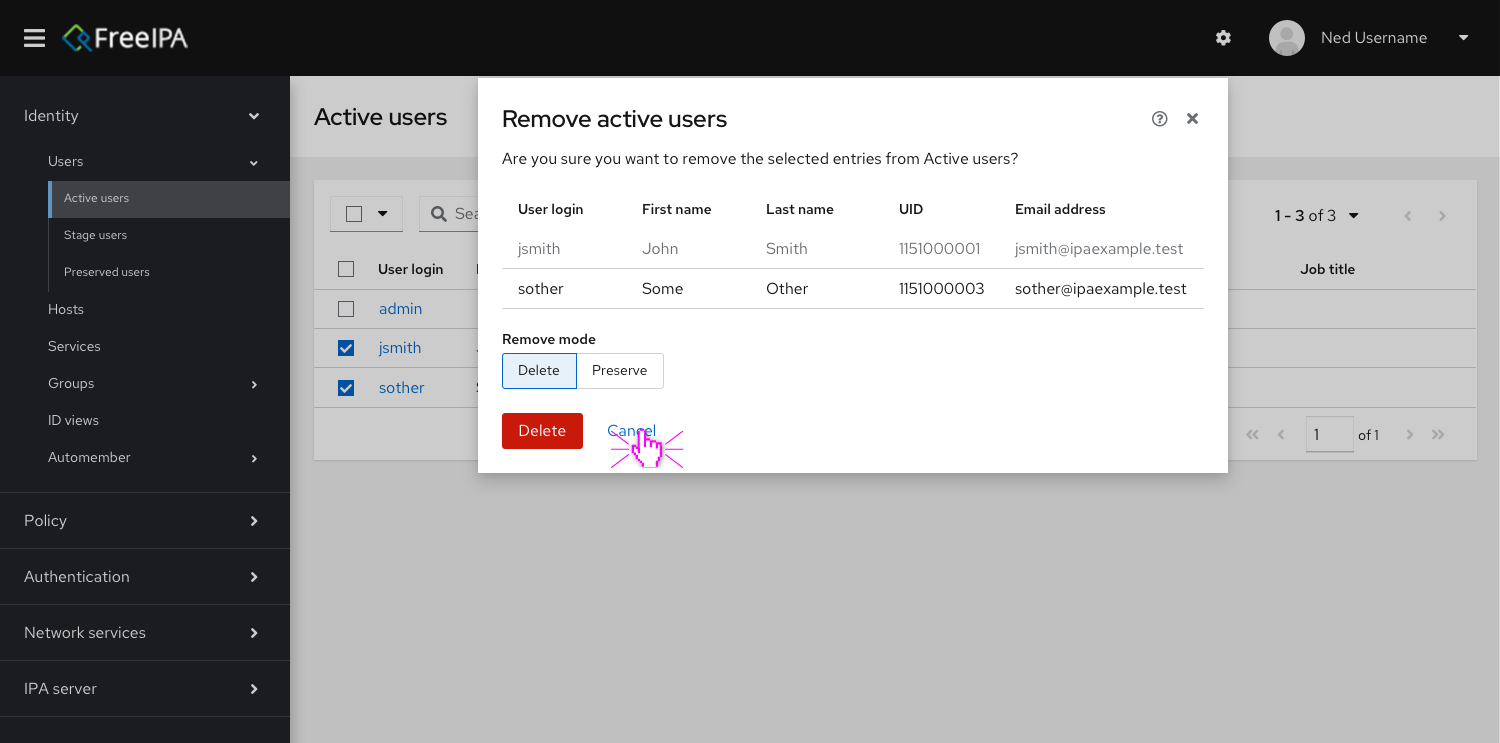 FreeIPA
Ned Username
Identity
Users
Active users
Stage users
Preserved users
Hosts
Services
Groups
ID views
Automember
Policy
Authentication
Network services
IPA server
Active users
Sea
1 - 3 of 3
User login
Job title
admin
jsmith
sother
1 of 1
Remove active users
Are you sure you want to remove the selected entries from Active users?
User login First name Last name UID Email address
jsmith John Smith 1151000001 jsmith@ipaexample.test
sother Some Other 1151000003 sother@ipaexample.test
Remove mode
Delete Preserve
Delete Cancel